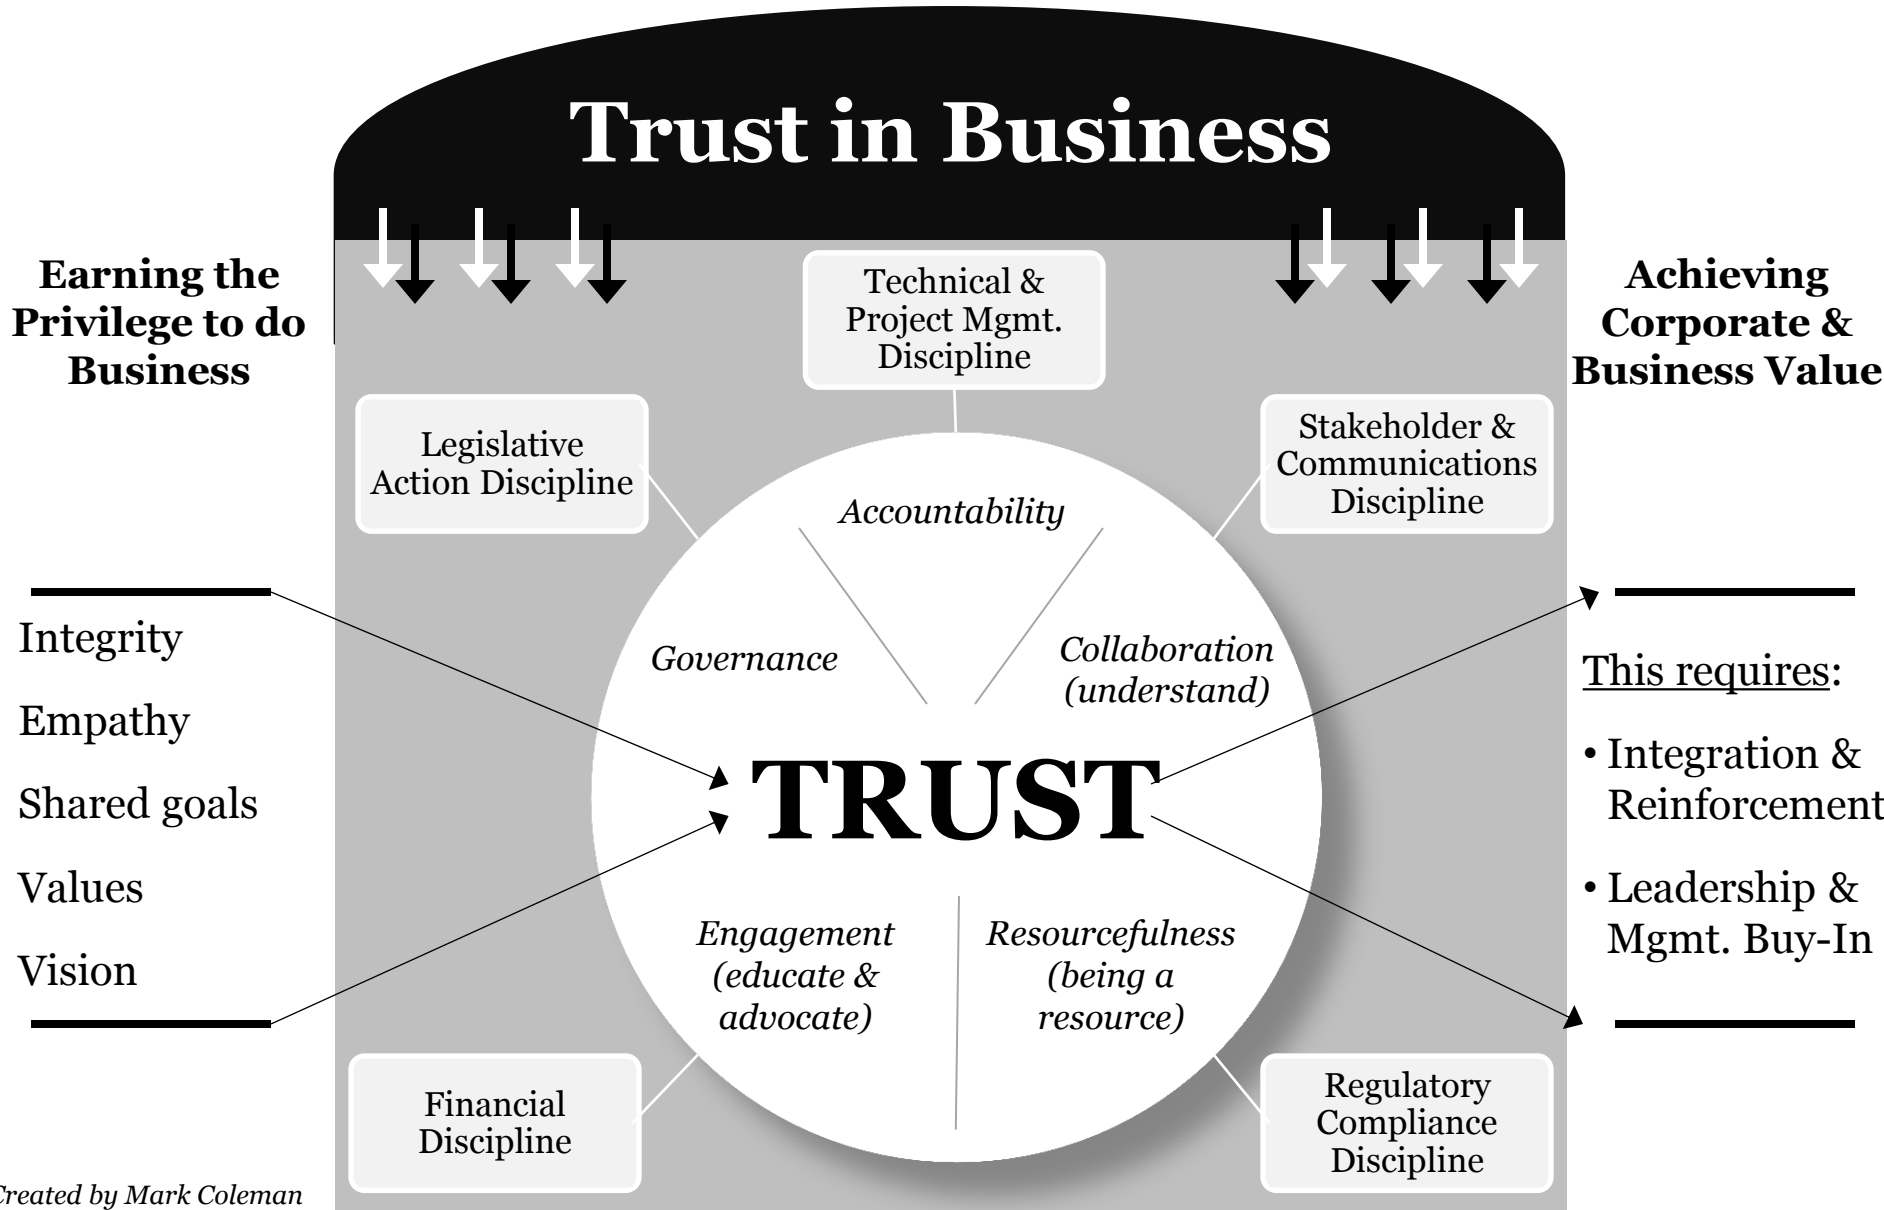 Trust in Business
Earning the
Privilege to do
Business
Integrity
Empathy
Shared goals
Values
Vision
Technical &
Project Mgmt.
Discipline
Legislative
Action Discipline
Stakeholder &
Communications
Discipline
Accountability
Governance
Collaboration
(understand)
TRUST
Engagement
(educate &
advocate)
Resourcefulness
(being a
resource)
Financial
Discipline
Regulatory
Compliance
Discipline
Achieving
Corporate &
Business Value
This requires:
• Integration &
Reinforcement
• Leadership &
Mgmt. Buy-In
Created by Mark Coleman